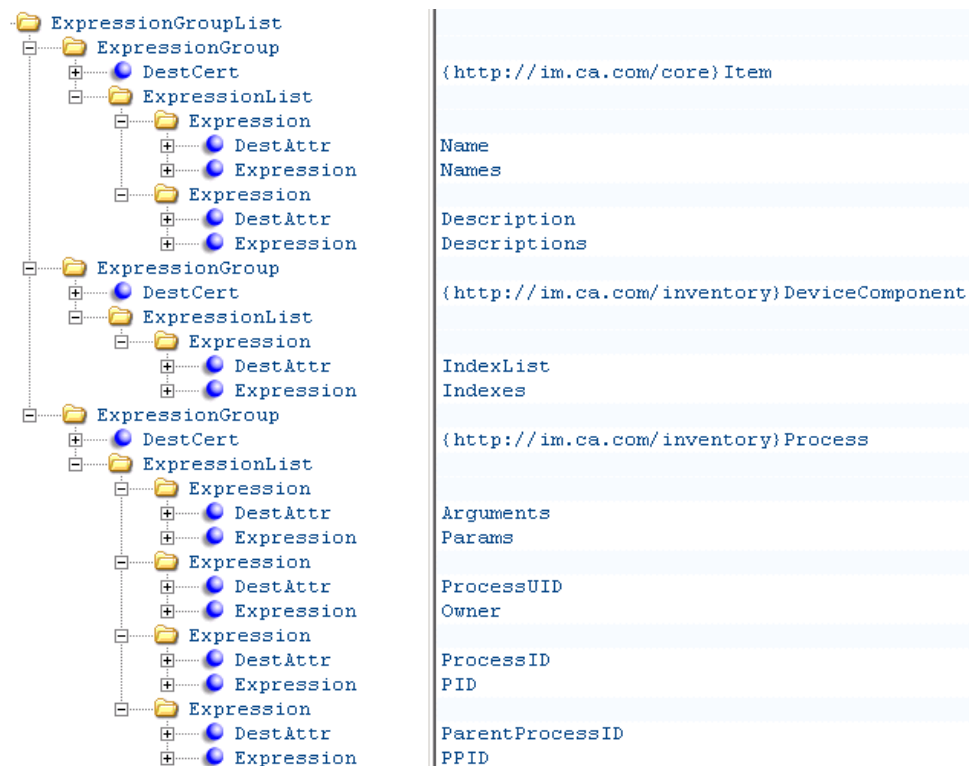 ExpressionGroupList
ExpressionGroup
DestCert {http://im.ca.com/core}Item
ExpressionList
Expression
DestAttr Name
Expression Names
Expression
DestAttr Description
Expression Descriptions
ExpressionGroup
DestCert {http://im.ca.com/inventory}DeviceComponent
ExpressionList
Expression
DestAttr IndexList
Expression Indexes
ExpressionGroup
DestCert {http://im.ca.com/inventory}Process
ExpressionList
Expression
DestAttr Arguments
Expression Params
Expression
DestAttr ProcessUID
Expression Owner
Expression
DestAttr ProcessID
Expression PID
Expression
DestAttr ParentProcessID
Expression PPID